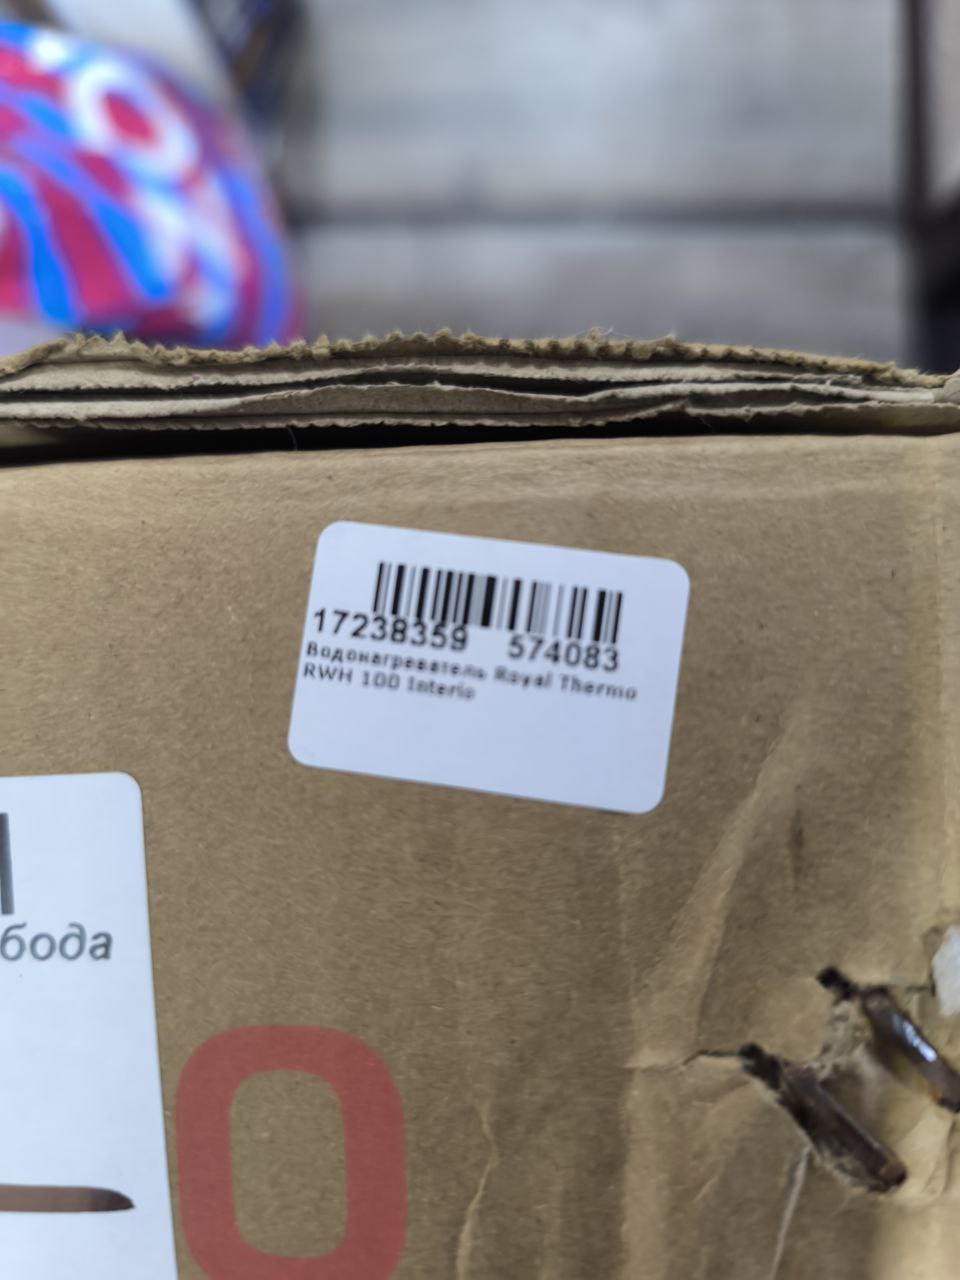 17238359 574083
Водонагреватель Royal Thermo
RWH 100 Interio
бода
O